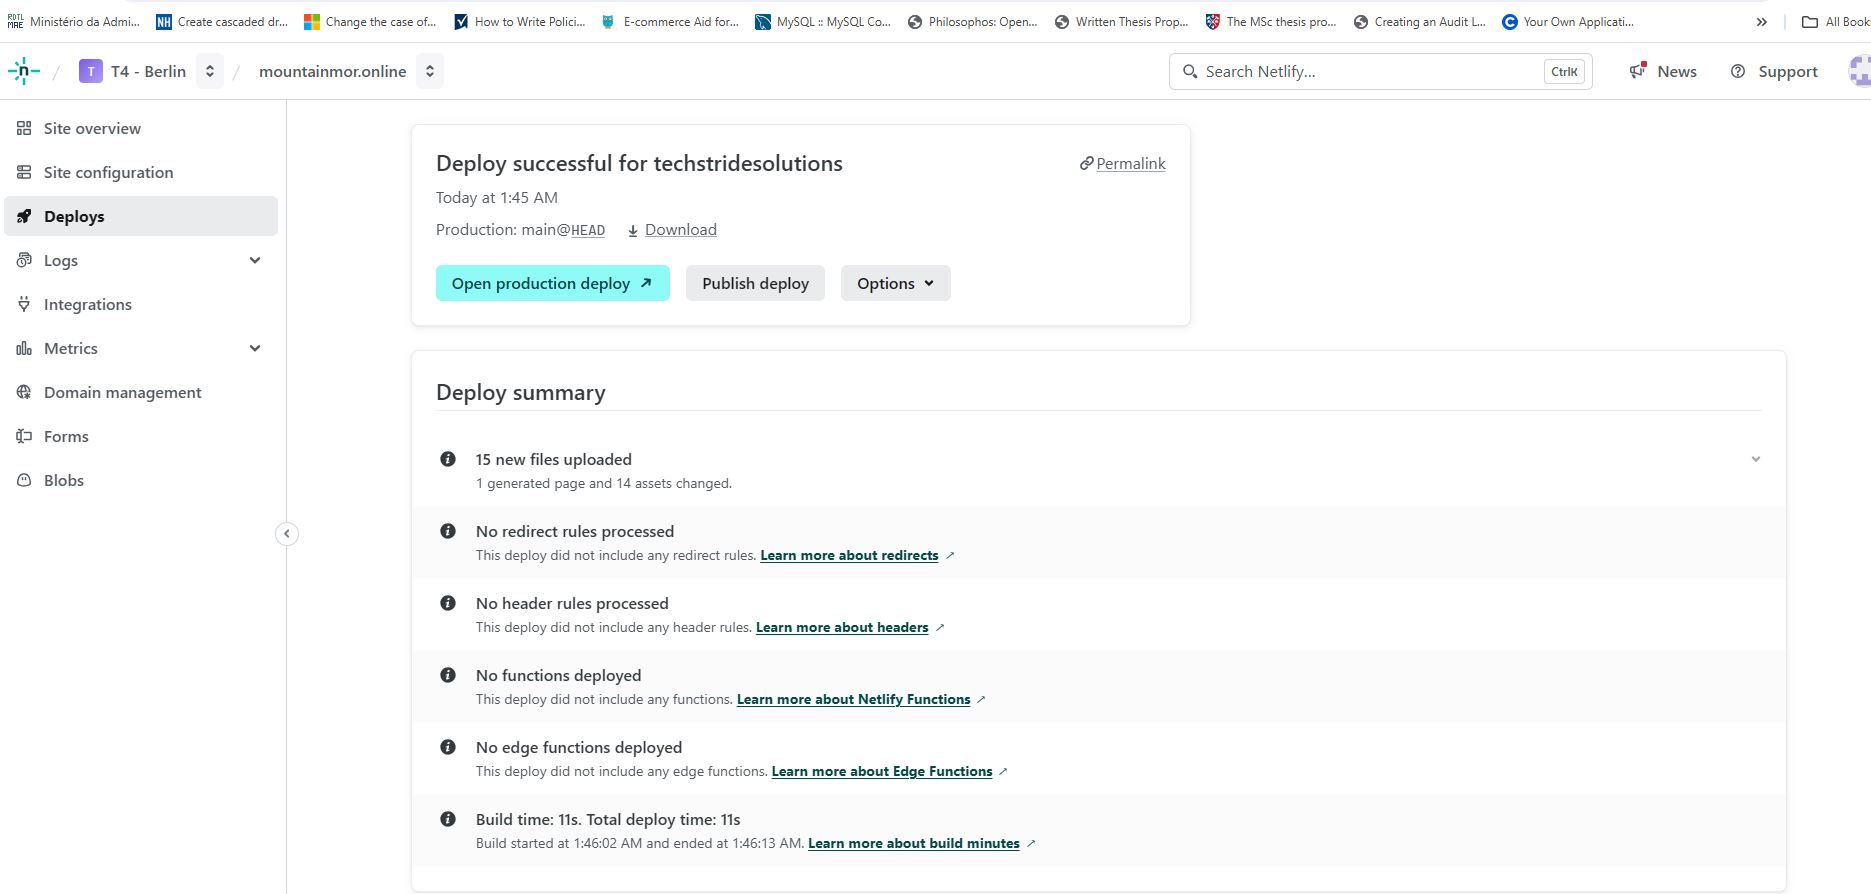 RDTL
MAE
Ministério da Admi...
NH
Create cascaded dr...
Change the case of...
How to Write Polici...
E-commerce Aid for...
MySQL :: MySQL Co...
Philosophos: Open...
Written Thesis Prop...
The MSc thesis pro...
Creating an Audit L...
Your Own Applicati...
»
All Book
n
/
T
T4 - Berlin
/
mountainmor.online
Search Netlify...
CtrlK
News
Support
Site overview
Site configuration
Deploys
Logs
Integrations
Metrics
Domain management
Forms
Blobs
Deploy successful for techstridesolutions
Permalink
Today at 1:45 AM
Production: main@HEAD
Download
Open production deploy
Publish deploy
Options
Deploy summary
15 new files uploaded
1 generated page and 14 assets changed.
No redirect rules processed
This deploy did not include any redirect rules. Learn more about redirects
No header rules processed
This deploy did not include any header rules. Learn more about headers
No functions deployed
This deploy did not include any functions. Learn more about Netlify Functions
No edge functions deployed
This deploy did not include any edge functions. Learn more about Edge Functions
Build time: 11s. Total deploy time: 11s
Build started at 1:46:02 AM and ended at 1:46:13 AM. Learn more about build minutes